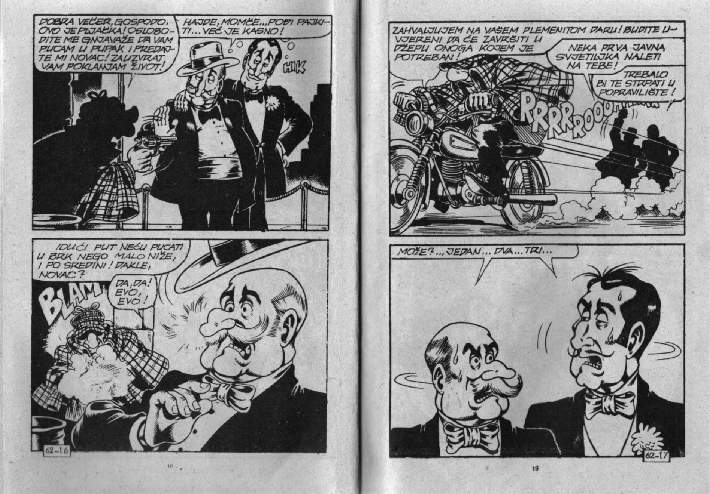 DOBRA VEČER, GOSPODO.
OVO JE PLJAČKA! OSLOBO-
DITE ME GNJAVAŽE DA VAM
PUCAM U PUPAK I PREDAJ-
TE MI NOVAC! ZAUZVRAT
VAM POKLANJAM ŽIVOT!
HAJDE, MOMČE... POĐI PAJKI-
TI... VEĆ JE KASNO!
HIK
IDUĆI PUT NEĆU PUCATI
U BRK NEGO MALO NIŽE,
I PO SREDINI! DAKLE,
NOVAC?
DA, DA!
EVO,
EVO!
BLAM
62-16
ZAHVALJUJEM NA VAŠEM PLEMENITOM DARU! BUDITE U-
VJERENI DA ĆE ZAVRŠITI U
DŽEPU ONOGA KOJEM JE
POTREBAN!
NEKA PRVA JAVNA
SVJETILJKA NALETI
NA TEBE!
TREBALO
BI TE STRPATI U
POPRAVILIŠTE!
RRRRROOO
MOŽE?..., JEDAN... DVA... TRI...
62-17